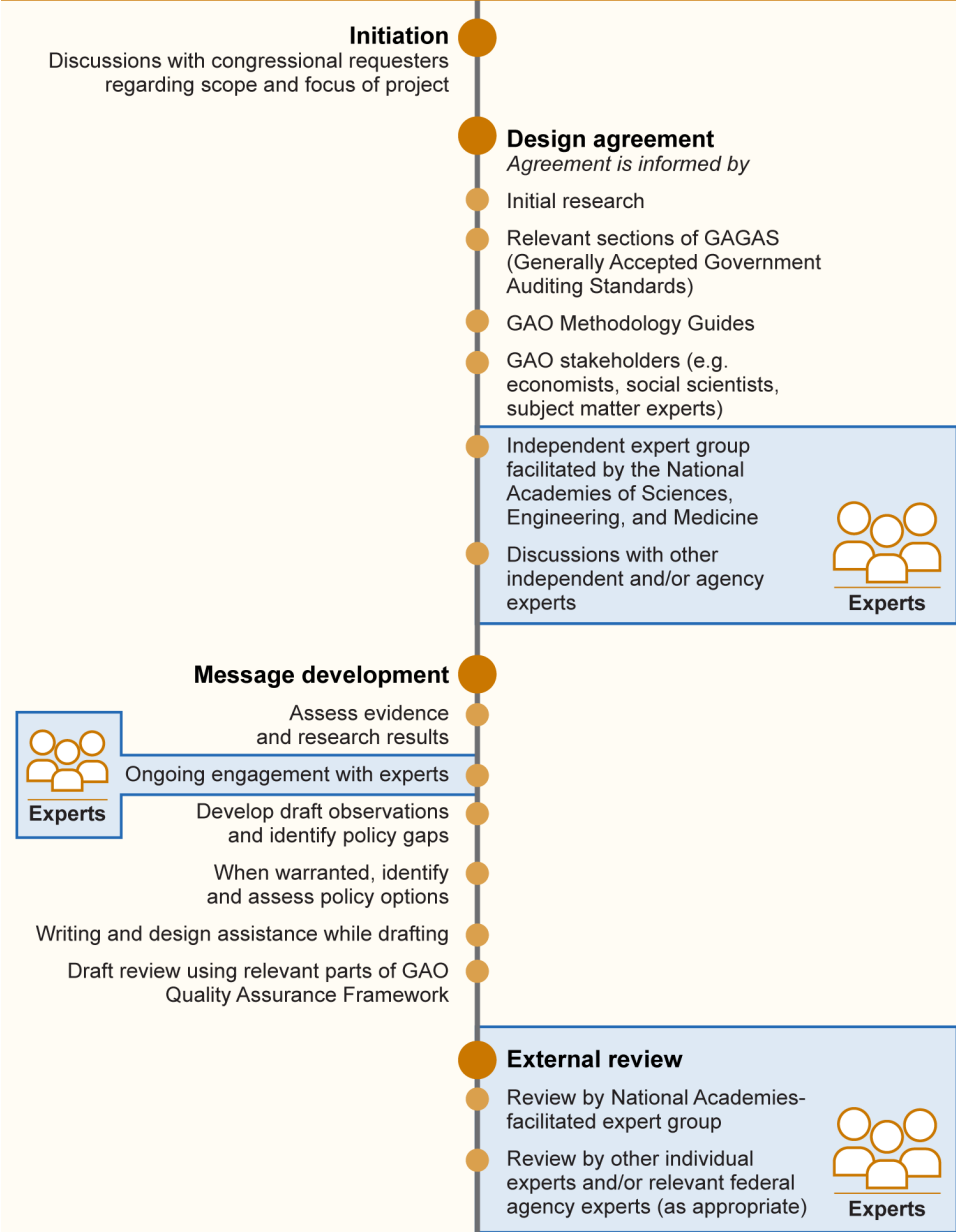 Initiation
Discussions with congressional requesters
regarding scope and focus of project
Design agreement
Agreement is informed by
Initial research
Relevant sections of GAGAS
(Generally Accepted Government
Auditing Standards)
GAO Methodology Guides
GAO stakeholders (e.g.
economists, social scientists,
subject matter experts)
Independent expert group
facilitated by the National
Academies of Sciences,
Engineering, and Medicine
Discussions with other
independent and/or agency
experts
Experts
Message development
Assess evidence
and research results
Ongoing engagement with experts
Experts
Develop draft observations
and identify policy gaps
When warranted, identify
and assess policy options
Writing and design assistance while drafting
Draft review using relevant parts of GAO
Quality Assurance Framework
External review
Review by National Academies-
facilitated expert group
Review by other individual
experts and/or relevant federal
agency experts (as appropriate)
Experts